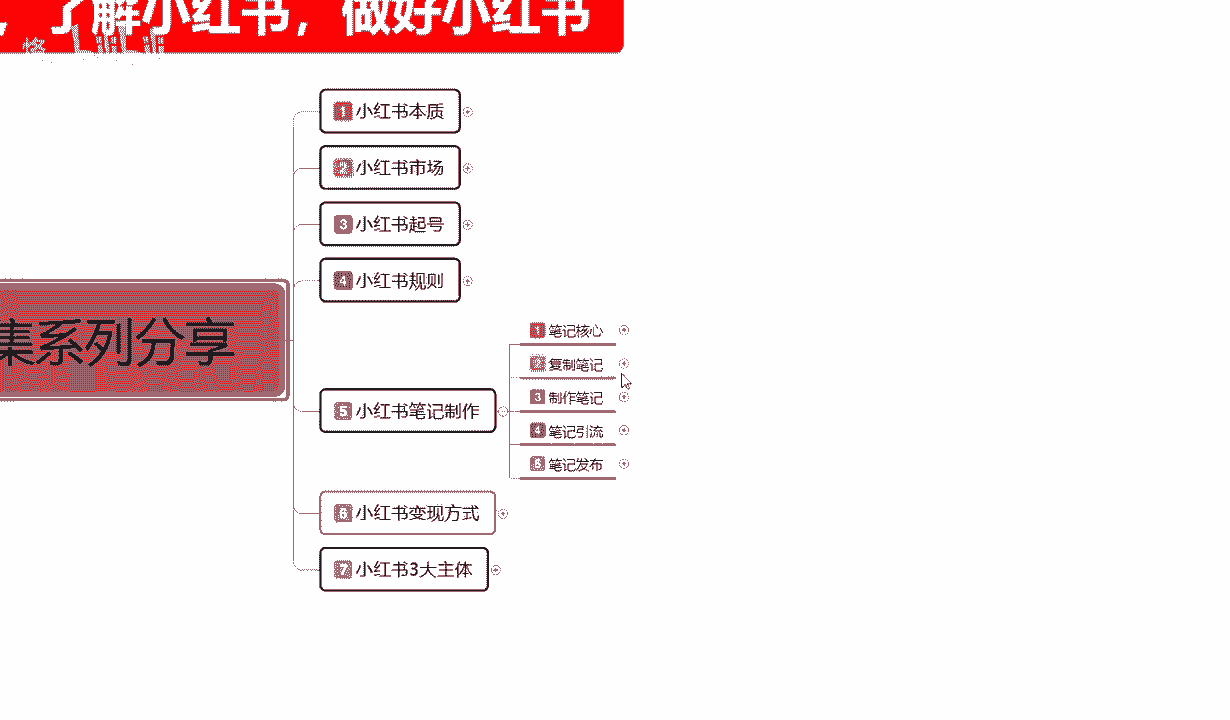 ，了解小红书，做好小红书
1 小红书本质
2 小红书市场
3 小红书起号
4 小红书规则
集系列分享
1 笔记核心
2 复制笔记
3 制作笔记
4 笔记引流
5 笔记发布
5 小红书笔记制作
6 小红书变现方式
7 小红书3大主体